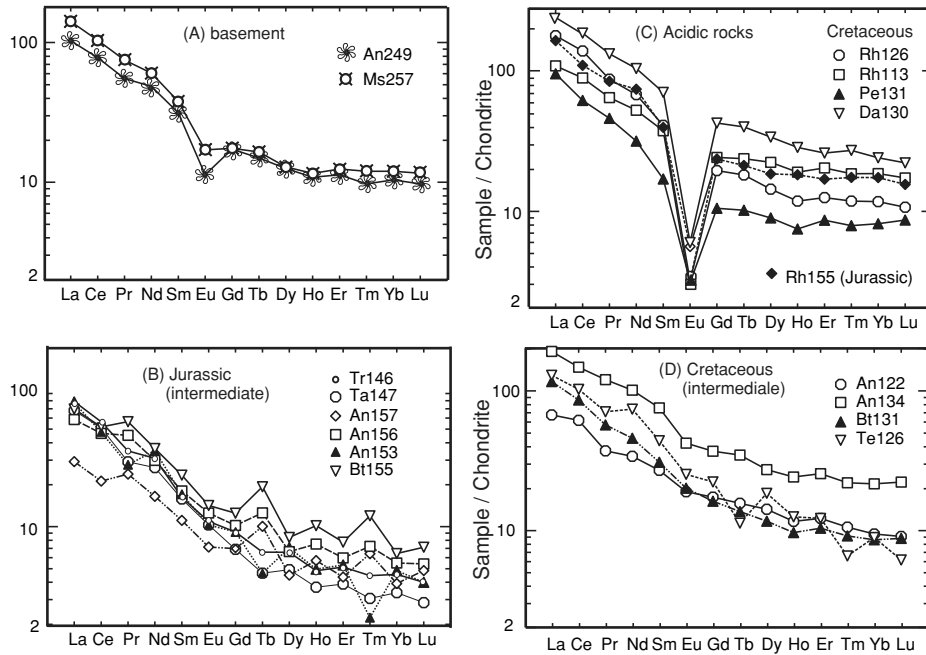 (A) basement
An249
Ms257
100
10
2
La Ce Pr Nd Sm Eu Gd Tb Dy Ho Er Tm Yb Lu
(B) Jurassic
(intermediate)
Tr146
Ta147
An157
An156
An153
Bt155
100
10
2
La Ce Pr Nd Sm Eu Gd Tb Dy Ho Er Tm Yb Lu
(C) Acidic rocks
Cretaceous
Rh126
Rh113
Pe131
Da130
Rh155 (Jurassic)
Sample / Chondrite
100
10
2
La Ce Pr Nd Sm Eu Gd Tb Dy Ho Er Tm Yb Lu
(D) Cretaceous
(intermediale)
An122
An134
Bt131
Te126
Sample / Chondrite
100
10
2
La Ce Pr Nd Sm Eu Gd Tb Dy Ho Er Tm Yb Lu